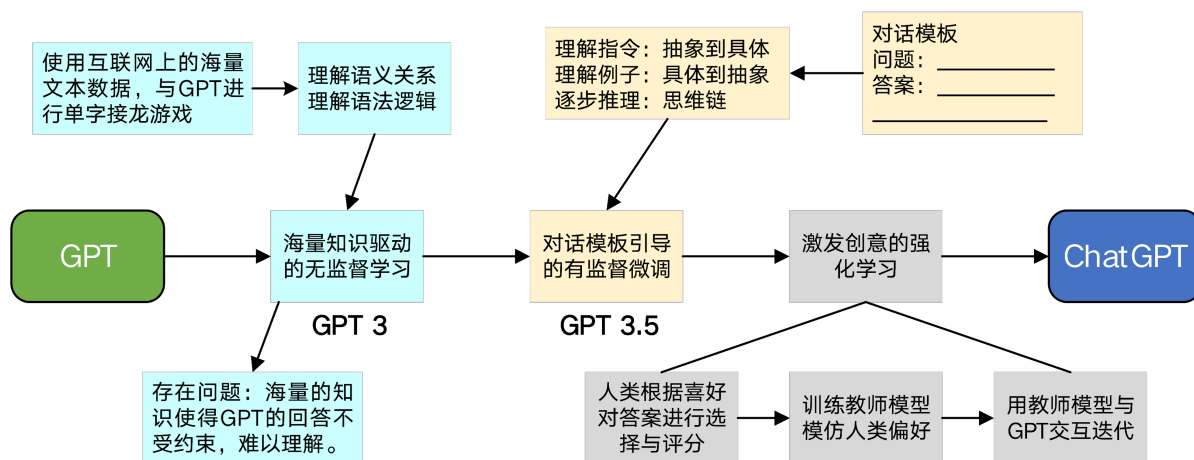 使用互联网上的海量
文本数据，与GPT进
行单字接龙游戏
理解语义关系
理解语法逻辑
理解指令：抽象到具体
理解例子：具体到抽象
逐步推理：思维链
对话模板
问题：
答案：
GPT
海量知识驱动
的无监督学习
GPT 3
对话模板引导
的有监督微调
GPT 3.5
激发创意的强
化学习
ChatGPT
存在问题：海量的知
识使得GPT的回答不
受约束，难以理解。
人类根据喜好
对答案进行选
择与评分
训练教师模型
模仿人类偏好
用教师模型与
GPT交互迭代